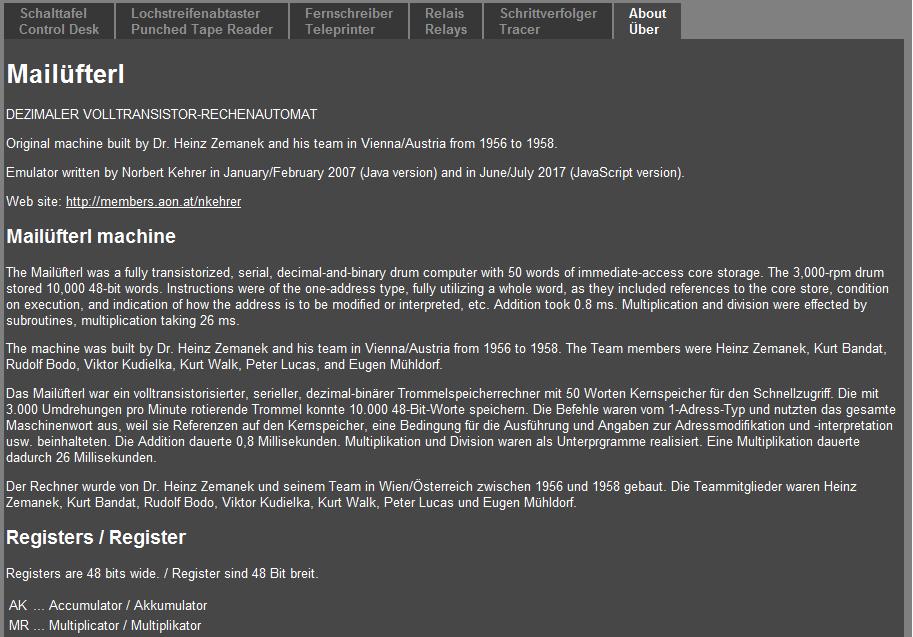 Schalttafel
Control Desk
Lochstreifenabtaster
Punched Tape Reader
Fernschreiber
Teleprinter
Relais
Relays
Schrittverfolger
Tracer
About
Über
Mailüfterl
DEZIMALER VOLLTRANSISTOR-RECHENAUTOMAT
Original machine built by Dr. Heinz Zemanek and his team in Vienna/Austria from 1956 to 1958.
Emulator written by Norbert Kehrer in January/February 2007 (Java version) and in June/July 2017 (JavaScript version).
Web site: http://members.aon.at/nkehrer
Mailüfterl machine
The Mailüfterl was a fully transistorized, serial, decimal-and-binary drum computer with 50 words of immediate-access core storage. The 3,000-rpm drum
stored 10,000 48-bit words. Instructions were of the one-address type, fully utilizing a whole word, as they included references to the core store, condition
on execution, and indication of how the address is to be modified or interpreted, etc. Addition took 0.8 ms. Multiplication and division were effected by
subroutines, multiplication taking 26 ms.
The machine was built by Dr. Heinz Zemanek and his team in Vienna/Austria from 1956 to 1958. The Team members were Heinz Zemanek, Kurt Bandat,
Rudolf Bodo, Viktor Kudielka, Kurt Walk, Peter Lucas, and Eugen Mühldorf.
Das Mailüfterl war ein volltransistorisierter, serieller, dezimal-binärer Trommelspeicherrechner mit 50 Worten Kernspeicher für den Schnellzugriff. Die mit
3.000 Umdrehungen pro Minute rotierende Trommel konnte 10.000 48-Bit-Worte speichern. Die Befehle waren vom 1-Adress-Typ und nutzten das gesamte
Maschinenwort aus, weil sie Referenzen auf den Kernspeicher, eine Bedingung für die Ausführung und Angaben zur Adressmodifikation und -interpretation
usw. beinhalteten. Die Addition dauerte 0,8 Millisekunden. Multiplikation und Division waren als Unterprgramme realisiert. Eine Multiplikation dauerte
dadurch 26 Millisekunden.
Der Rechner wurde von Dr. Heinz Zemanek und seinem Team in Wien/Österreich zwischen 1956 und 1958 gebaut. Die Teammitglieder waren Heinz
Zemanek, Kurt Bandat, Rudolf Bodo, Viktor Kudielka, Kurt Walk, Peter Lucas und Eugen Mühldorf.
Registers / Register
Registers are 48 bits wide. / Register sind 48 Bit breit.
AK ... Accumulator / Akkumulator
MR ... Multiplicator / Multiplikator